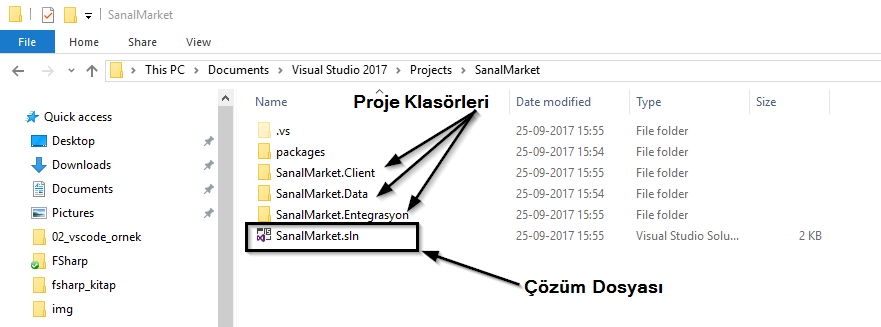 SanalMarket
File Home Share View
This PC Documents Visual Studio 2017 Projects SanalMarket
Quick access
Desktop
Downloads
Documents
Pictures
02_vscode_ornek
FSharp
fsharp_kitap
img
Name Proje Klasörleri Date modified Type Size
.vs 25-09-2017 15:55 File folder
packages 25-09-2017 15:54 File folder
SanalMarket.Client 25-09-2017 15:55 File folder
SanalMarket.Data 25-09-2017 15:54 File folder
SanalMarket.Entegrasyon 25-09-2017 15:55 File folder
SanalMarket.sln 25-09-2017 15:55 Visual Studio Solu... 2 KB
Çözüm Dosyası